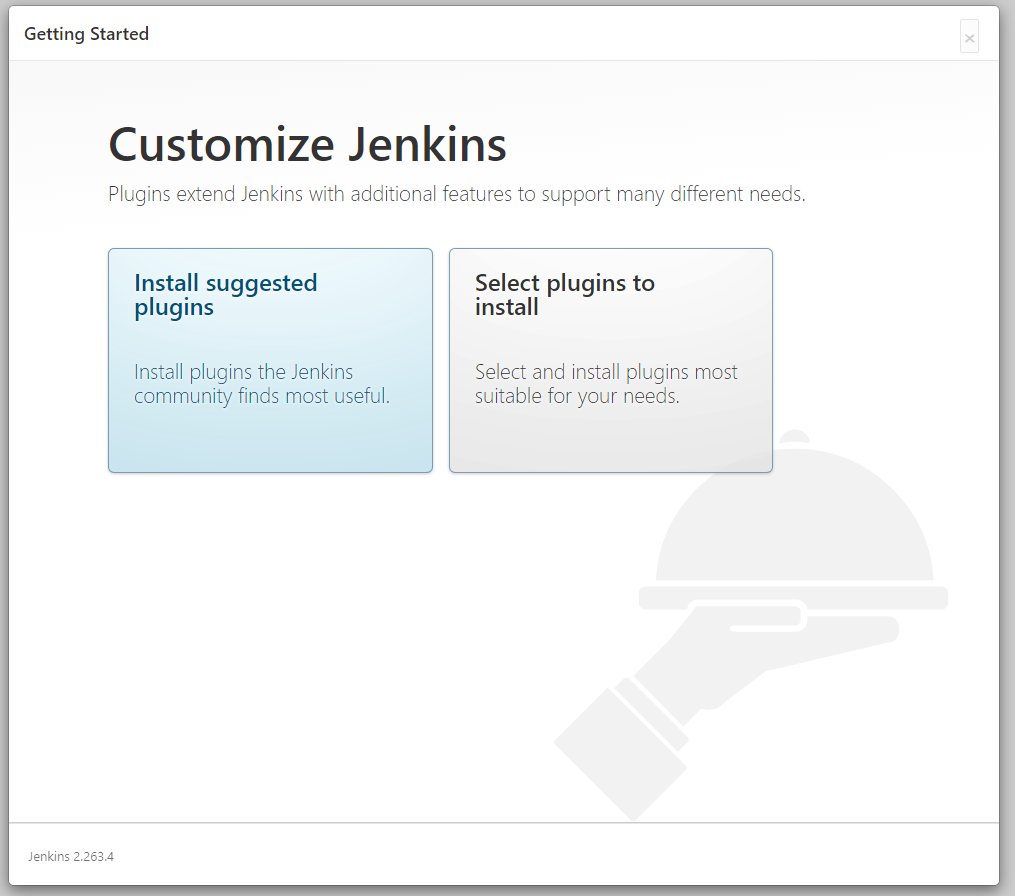 Getting Started
×
Customize Jenkins
Plugins extend Jenkins with additional features to support many different needs.
Install suggested
plugins
Install plugins the Jenkins
community finds most useful.
Select plugins to
install
Select and install plugins most
suitable for your needs.
Jenkins 2.263.4